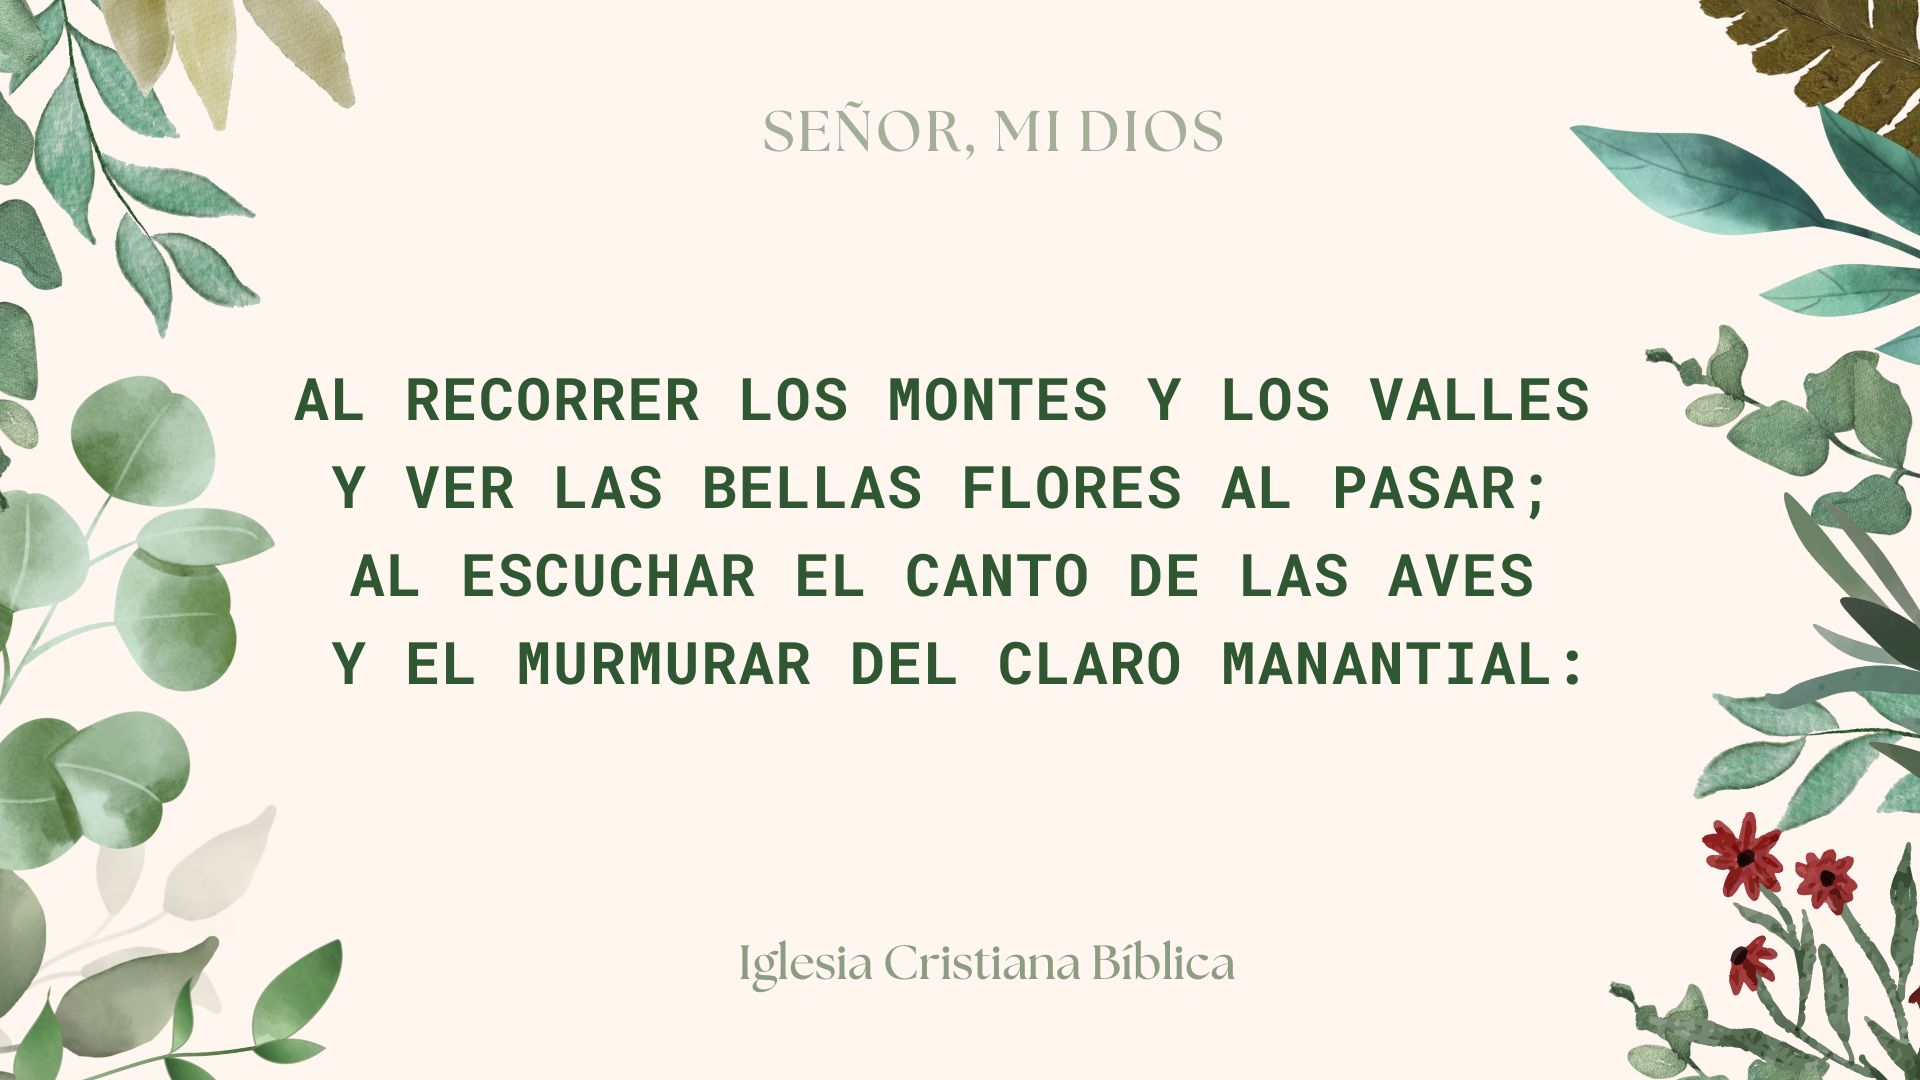 SEÑOR, MI DIOS
AL RECORRER LOS MONTES Y LOS VALLES
Y VER LAS BELLAS FLORES AL PASAR;
AL ESCUCHAR EL CANTO DE LAS AVES
Y EL MURMURAR DEL CLARO MANANTIAL:
Iglesia Cristiana Bíblica